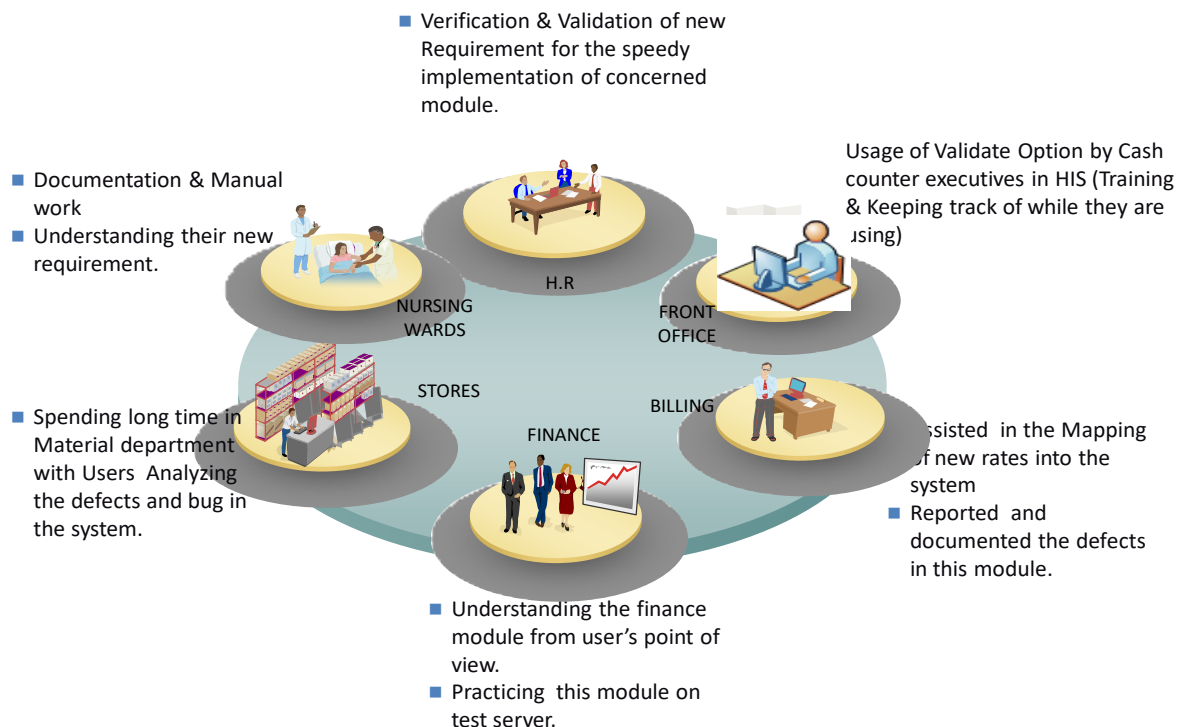 Verification & Validation of new
Requirement for the speedy
implementation of concerned
module.
Documentation & Manual
work
Understanding their new
requirement.
Usage of Validate Option by Cash
counter executives in HIS (Training
& Keeping track of while they are
using)
H.R
NURSING
WARDS
FRONT
OFFICE
STORES
BILLING
FINANCE
Spending long time in
Material department
with Users Analyzing
the defects and bug in
the system.
Assisted in the Mapping
of new rates into the
system
Reported and
documented the defects
in this module.
Understanding the finance
module from user's point of
view.
Practicing this module on
test server.